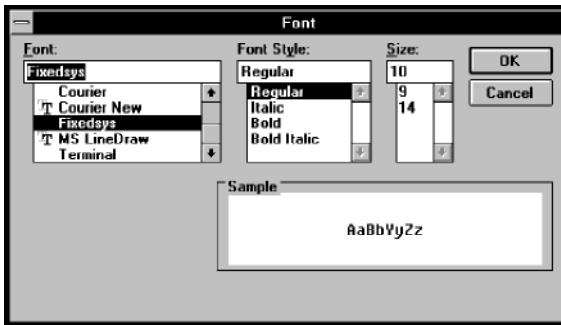 Font
Font:
Fixedsys
Courier
Courier New
Fixedsys
MS LineDraw
Terminal
Font Style:
Regular
Regular
Italic
Bold
Bold Italic
Size:
10
9
14
OK
Cancel
Sample
AaBbYyZz